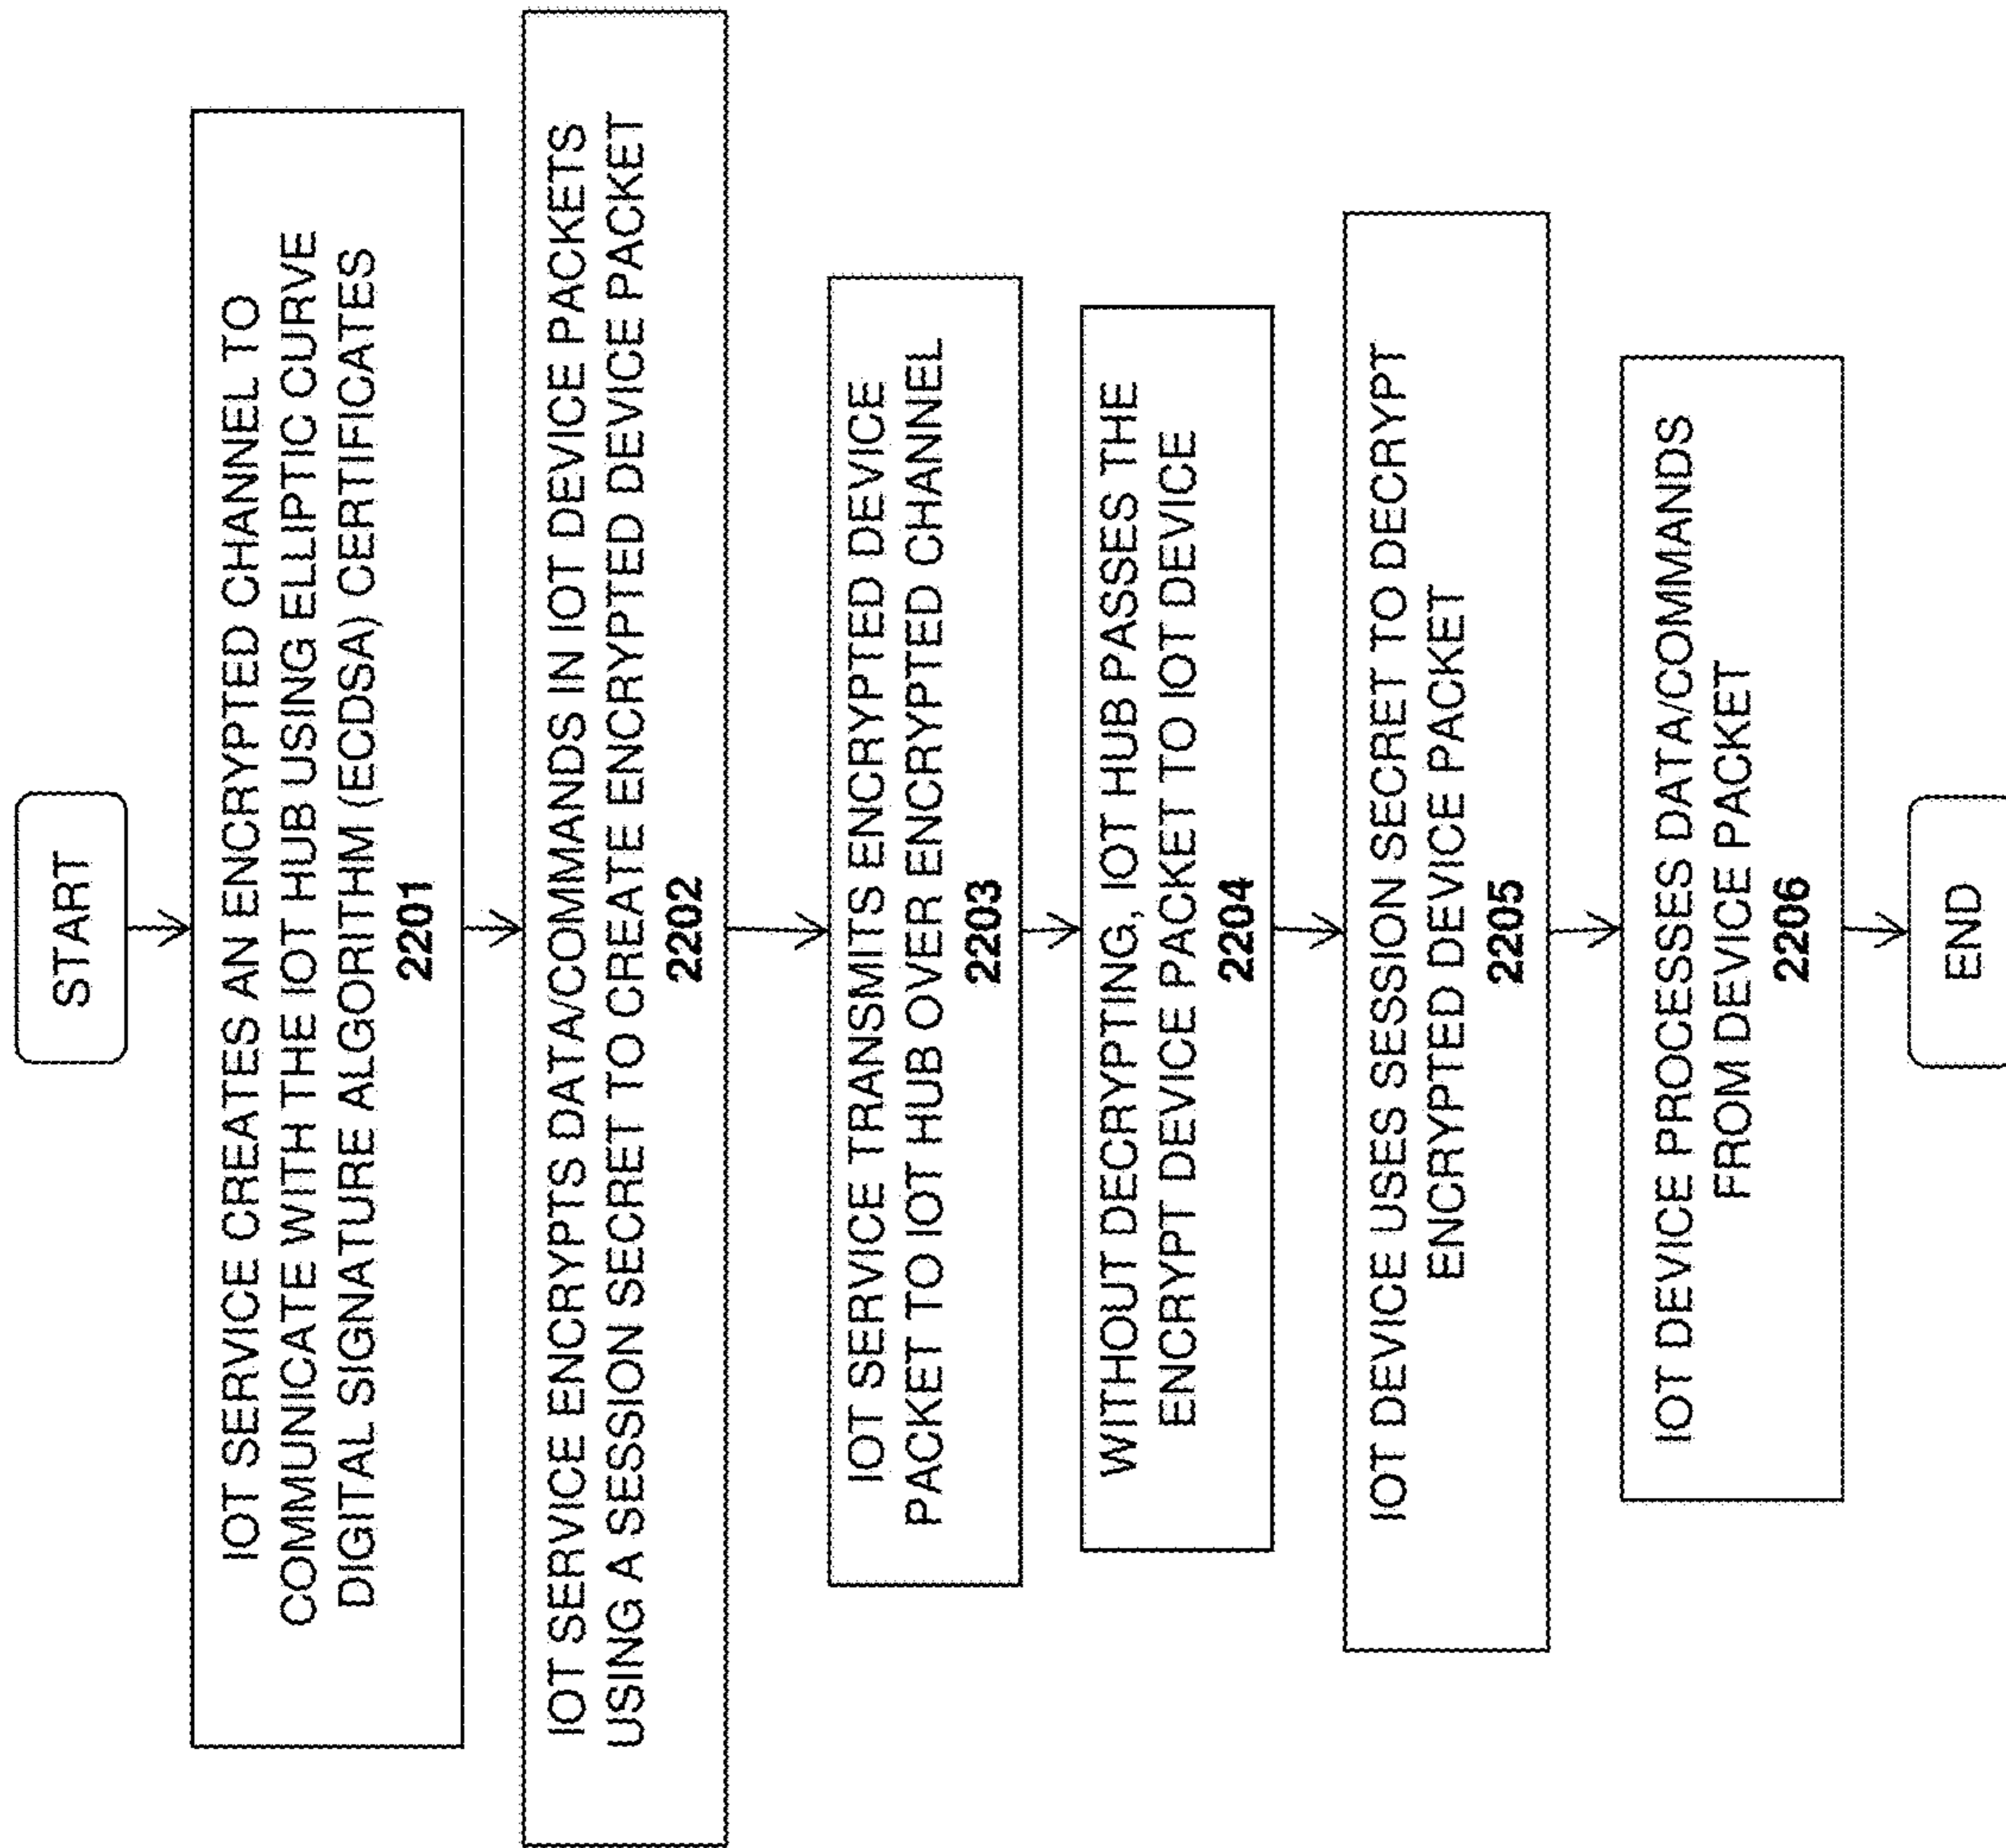 START
IOT SERVICE CREATES AN ENCRYPTED CHANNEL TO
COMMUNICATE WITH THE IOT HUB USING ELLIPTIC CURVE
DIGITAL SIGNATURE ALGORITHM (ECDSA) CERTIFICATES
2201
IOT SERVICE ENCRYPTS DATA/COMMANDS IN IOT DEVICE PACKETS
USING A SESSION SECRET TO CREATE ENCRYPTED DEVICE PACKET
2202
IOT SERVICE TRANSMITS ENCRYPTED DEVICE
PACKET TO IOT HUB OVER ENCRYPTED CHANNEL
2203
WITHOUT DECRYPTING, IOT HUB PASSES THE
ENCRYPT DEVICE PACKET TO IOT DEVICE
2204
IOT DEVICE USES SESSION SECRET TO DECRYPT
ENCRYPTED DEVICE PACKET
2205
IOT DEVICE PROCESSES DATA/COMMANDS
FROM DEVICE PACKET
2206
END